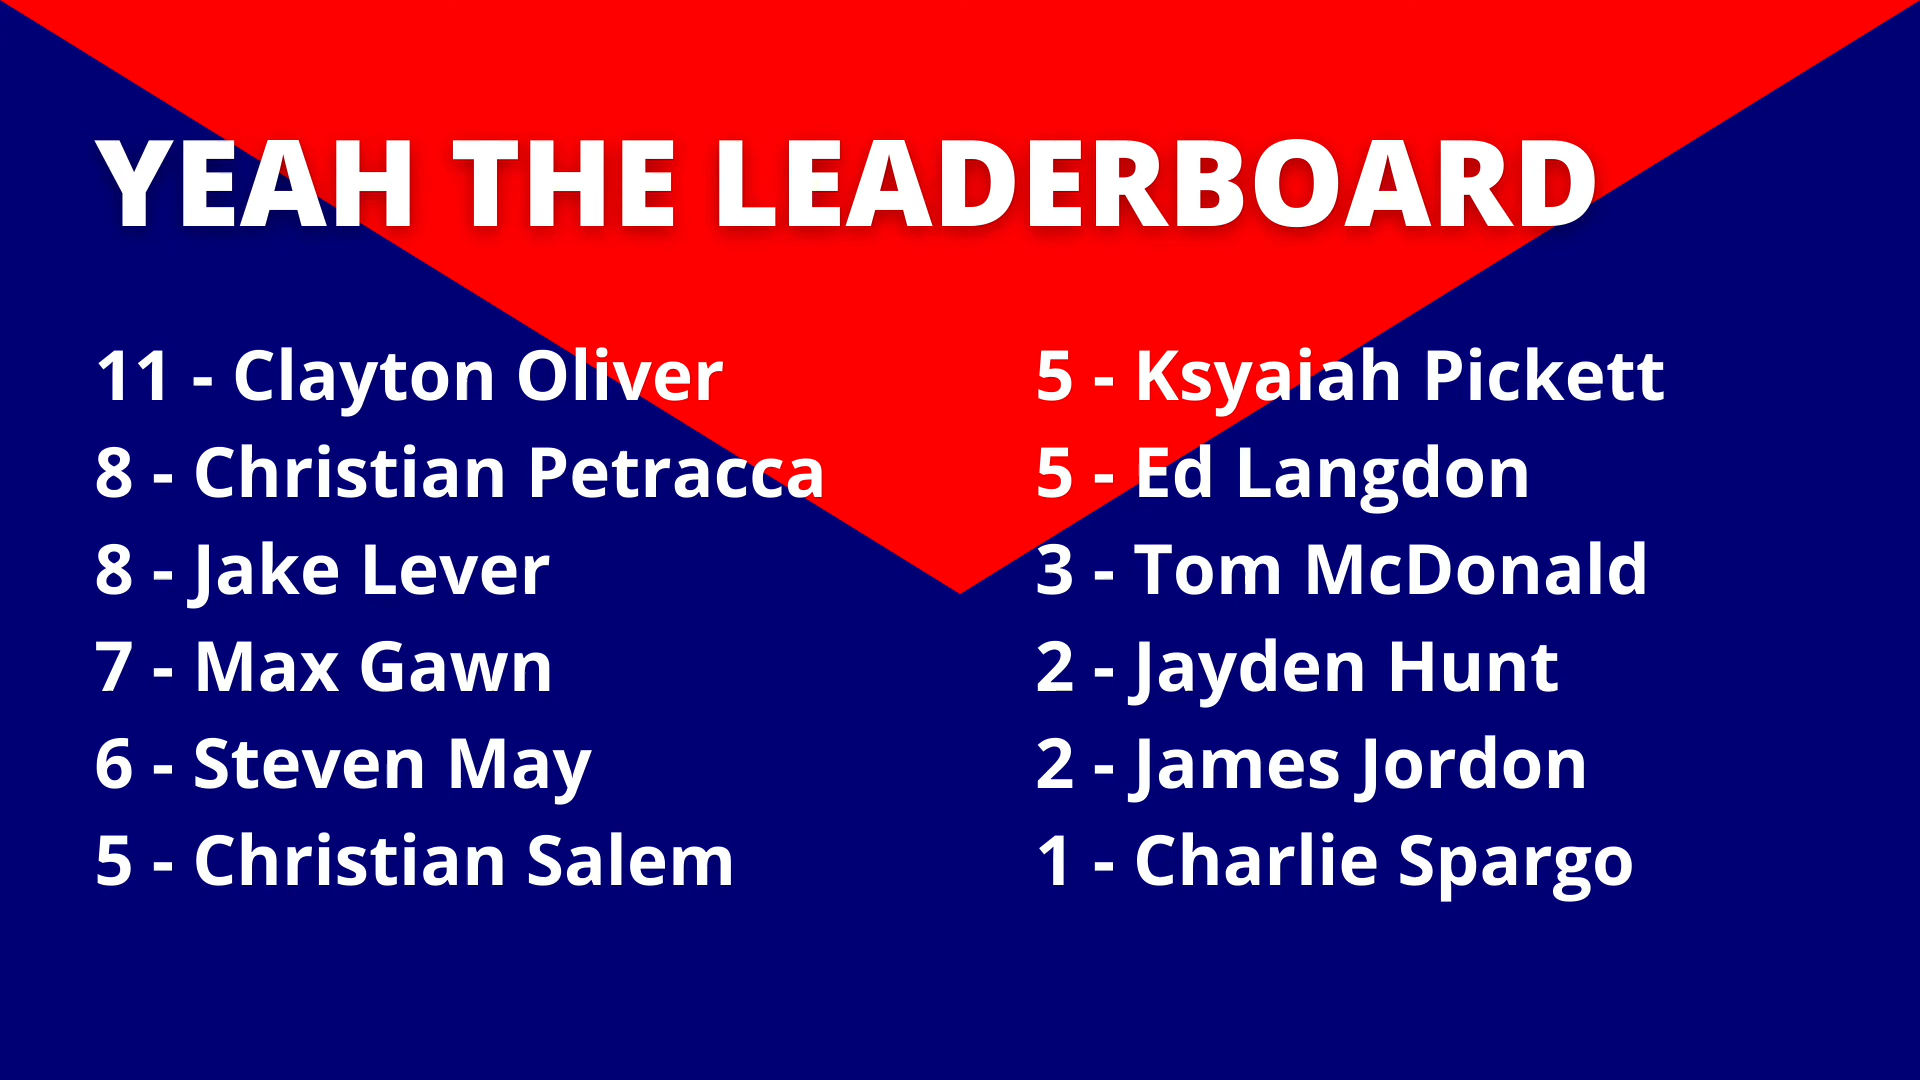 YEAH THE LEADERBOARD
11 - Clayton Oliver
8 - Christian Petracca
8 - Jake Lever
7 - Max Gawn
6 - Steven May
5 - Christian Salem
5 - Ksyaiah Pickett
5 - Ed Langdon
3 - Tom McDonald
2 - Jayden Hunt
2 - James Jordon
1 - Charlie Spargo